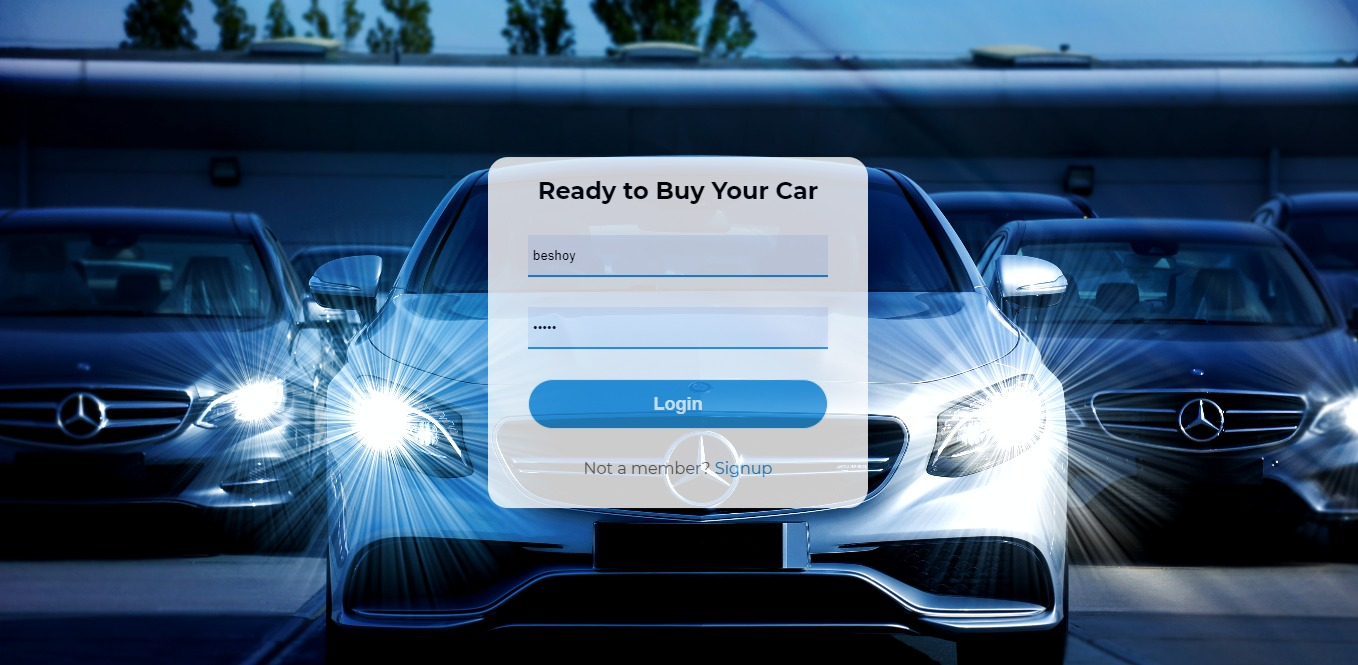 Ready to Buy Your Car
beshoy
•••••
Login
Not a member? Signup